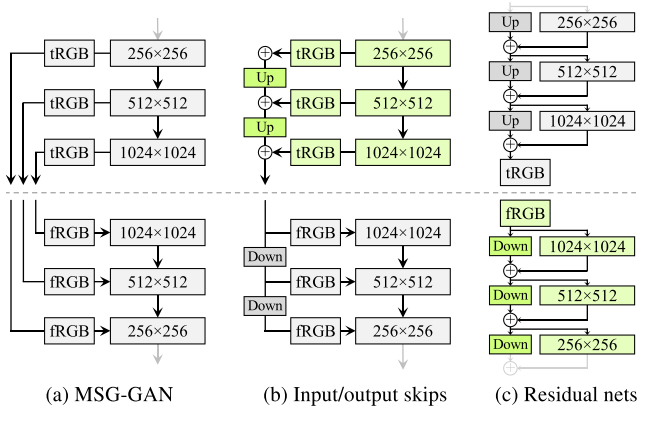 tRGB 256×256
tRGB 512×512
tRGB 1024×1024
fRGB 1024×1024
fRGB 512×512
fRGB 256×256
(a) MSG-GAN
tRGB 256×256
Up
tRGB 512×512
Up
tRGB 1024×1024
fRGB 1024×1024
Down
fRGB 512×512
Down
fRGB 256×256
(b) Input/output skips
Up 256×256
Up 512×512
Up 1024×1024
tRGB
fRGB
Down 1024×1024
Down 512×512
Down 256×256
(c) Residual nets